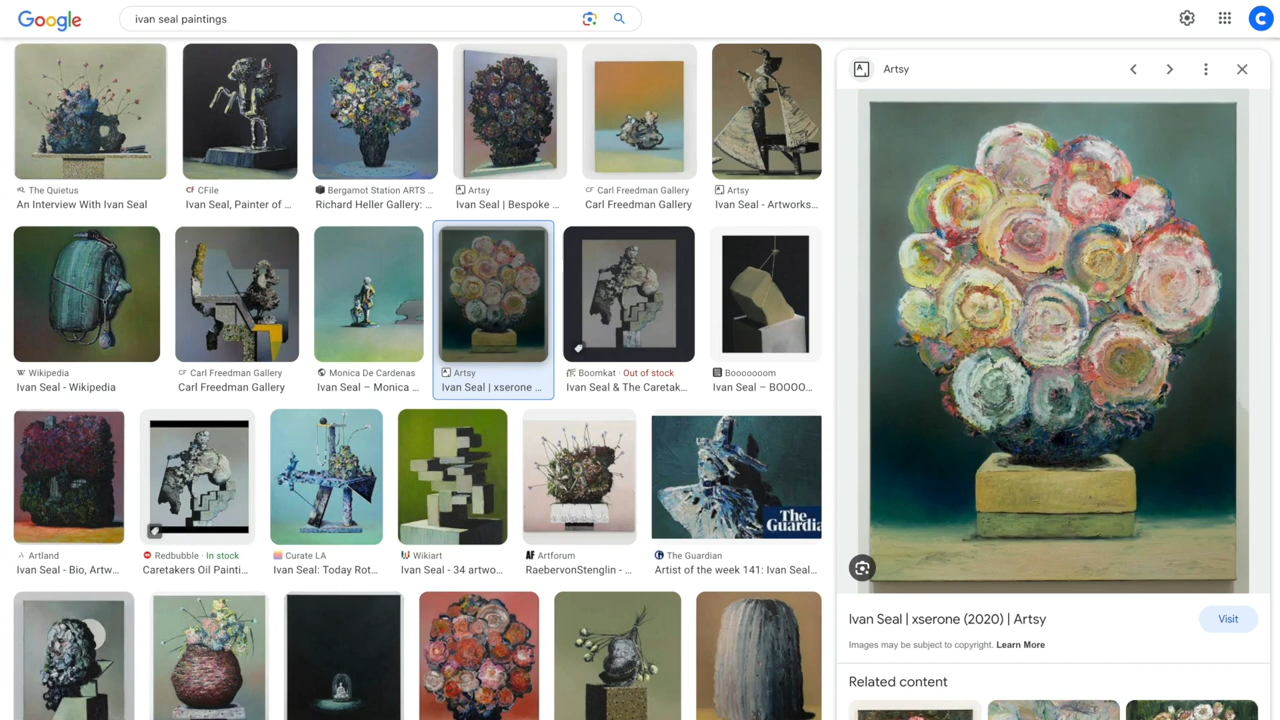 Google
ivan seal paintings
C
The Quietus
An Interview With Ivan Seal
CFile
Ivan Seal, Painter of ...
Bergamot Station ARTS ...
Richard Heller Gallery: ...
Artsy
Ivan Seal | Bespoke ...
CF Carl Freedman Gallery
Carl Freedman Gallery
Artsy
Ivan Seal - Artworks...
W Wikipedia
Ivan Seal - Wikipedia
CF Carl Freedman Gallery
Carl Freedman Gallery
Monica De Cardenas
Ivan Seal – Monica ...
Artsy
Ivan Seal | xserone ...
Boomkat · Out of stock
Ivan Seal & The Caretak...
Booooooom
Ivan Seal – BOOOO...
Artland
Ivan Seal - Bio, Artw...
Redbubble · In stock
Caretakers Oil Painti...
Curate LA
Ivan Seal: Today Rot...
Wikiart
Ivan Seal - 34 artwo...
AF Artforum
RaebervonStenglin - ...
The Guardia
The Guardian
Artist of the week 141: Ivan Seal...
Artsy
Ivan Seal | xserone (2020) | Artsy
Visit
Images may be subject to copyright. Learn More
Related content